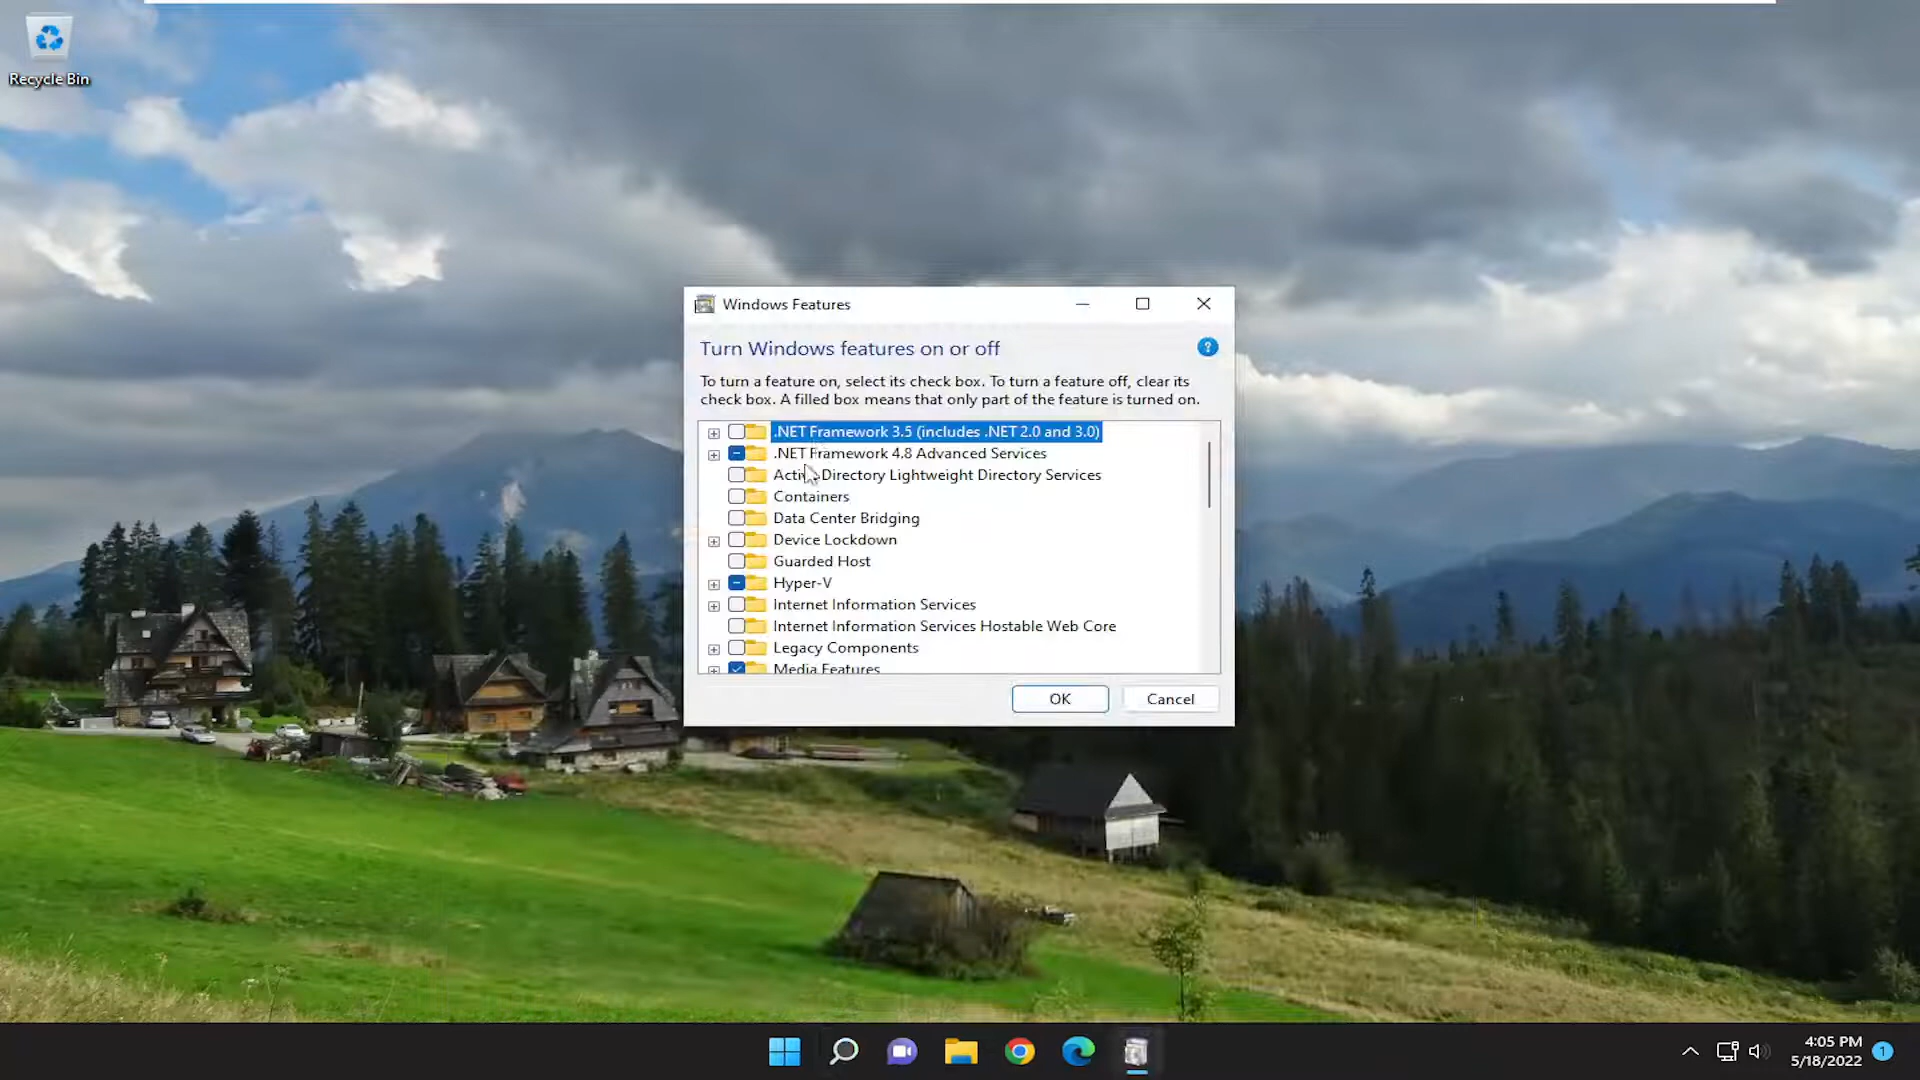 Recycle Bin
Windows Features
Turn Windows features on or off
?
To turn a feature on, select its check box. To turn a feature off, clear its
check box. A filled box means that only part of the feature is turned on.
.NET Framework 3.5 (includes .NET 2.0 and 3.0)
.NET Framework 4.8 Advanced Services
Active Directory Lightweight Directory Services
Containers
Data Center Bridging
Device Lockdown
Guarded Host
Hyper-V
Internet Information Services
Internet Information Services Hostable Web Core
Legacy Components
Media Features
OK
Cancel
4:05 PM
5/18/2022
1